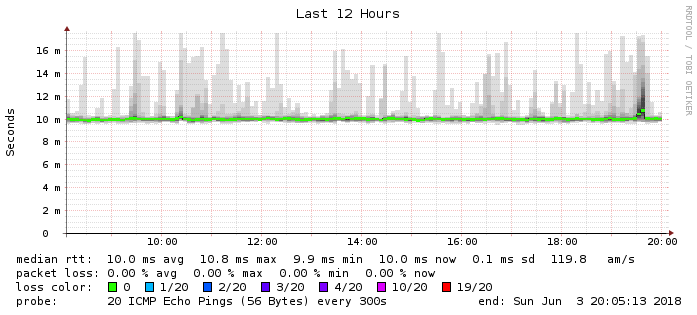 Last 12 Hours
RRDTOOL / TOBI OETIKER
Seconds
16 m
14 m
12 m
10 m
8 m
6 m
4 m
2 m
0
10:00 12:00 14:00 16:00 18:00 20:00
median rtt: 10.0 ms avg 10.8 ms max 9.9 ms min 10.0 ms now 0.1 ms sd 119.8 am/s
packet loss: 0.00 % avg 0.00 % max 0.00 % min 0.00 % now
loss color: 0 1/20 2/20 3/20 4/20 10/20 19/20
probe: 20 ICMP Echo Pings (56 Bytes) every 300s end: Sun Jun 3 20:05:13 2018